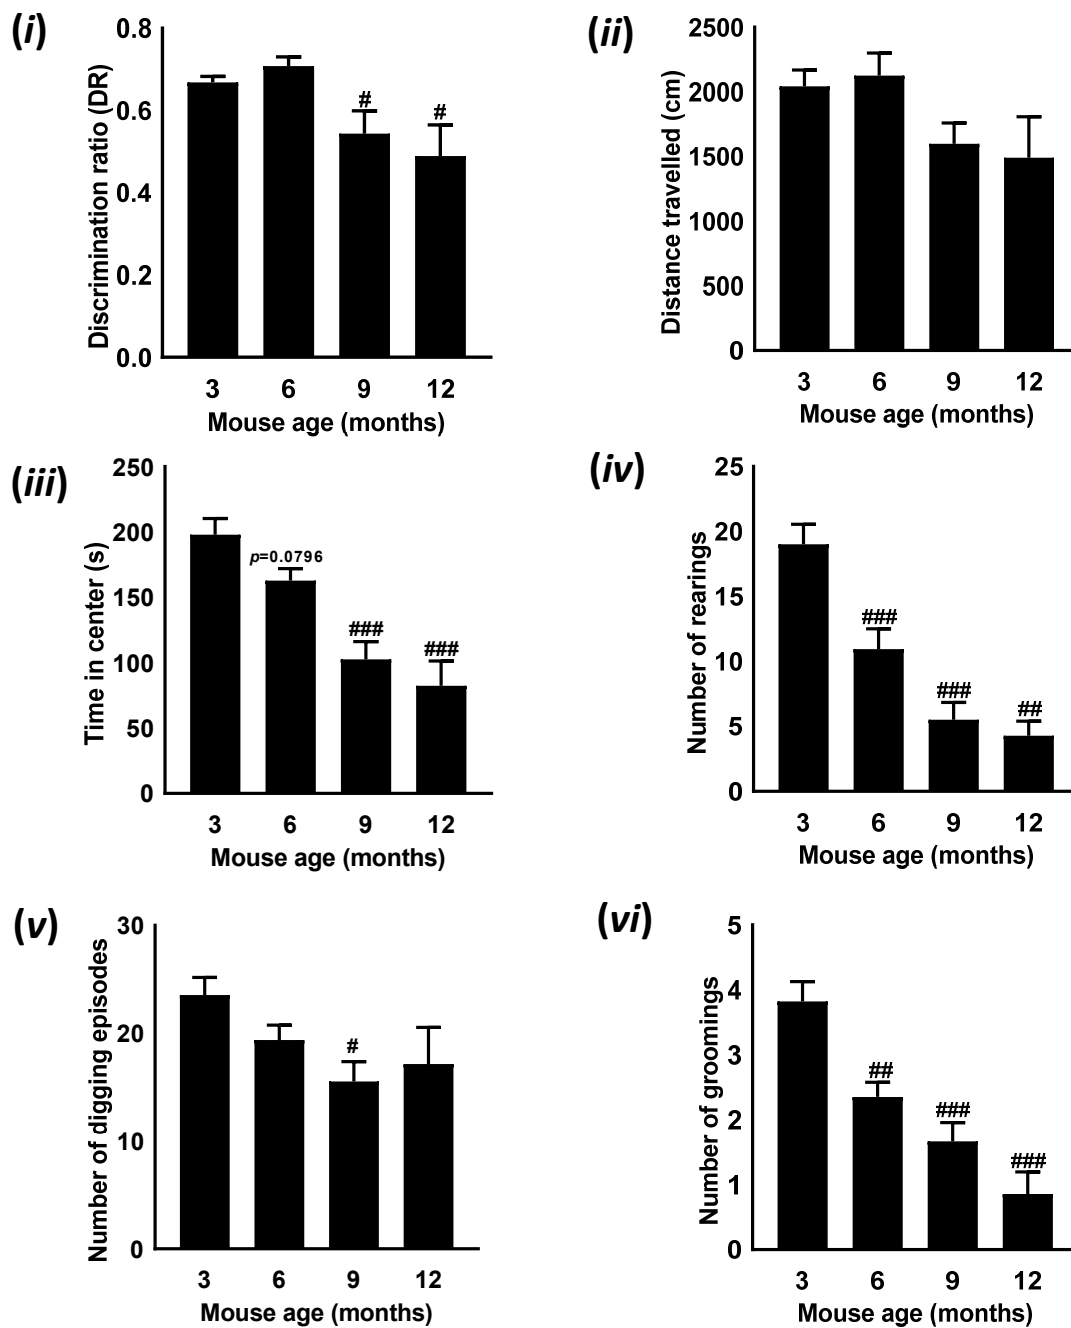 (i)
Discrimination ratio (DR)
0.8
0.6
0.4
0.2
0.0
#
#
3 6 9 12
Mouse age (months)
(ii)
Distance travelled (cm)
2500
2000
1500
1000
500
0
3 6 9 12
Mouse age (months)
(iii)
Time in center (s)
250
200
150
100
50
0
p=0.0796
###
###
3 6 9 12
Mouse age (months)
(iv)
Number of rearings
25
20
15
10
5
0
###
###
##
3 6 9 12
Mouse age (months)
(v)
Number of digging episodes
30
20
10
0
#
3 6 9 12
Mouse age (months)
(vi)
Number of groomings
5
4
3
2
1
0
##
###
###
3 6 9 12
Mouse age (months)